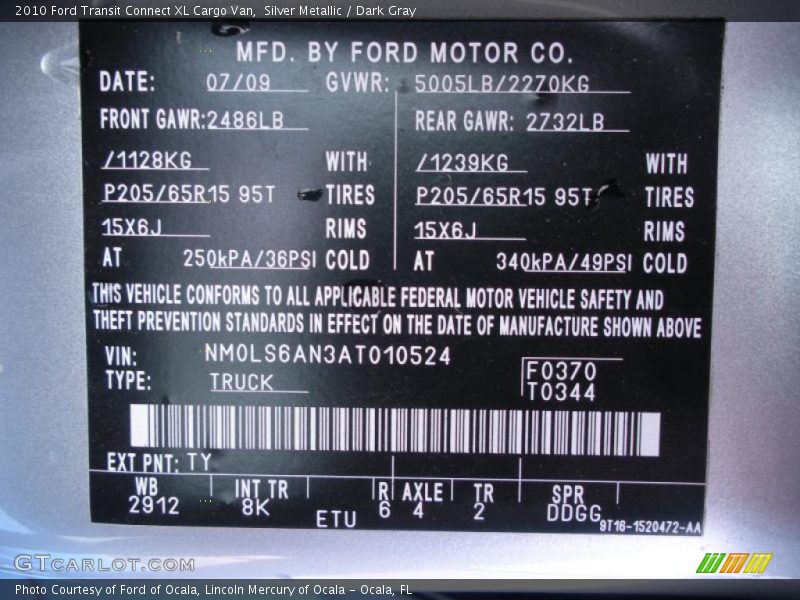 2010 Ford Transit Connect XL Cargo Van, Silver Metallic / Dark Gray
MFD. BY FORD MOTOR CO.
DATE: 07/09 GVWR: 5005LB/2270KG
FRONT GAWR: 2486LB REAR GAWR: 2732LB
/1128KG WITH /1239KG WITH
P205/65R15 95T TIRES P205/65R15 95T TIRES
15X6J RIMS 15X6J RIMS
AT 250kPA/36PSI COLD AT 340kPA/49PSI COLD
THIS VEHICLE CONFORMS TO ALL APPLICABLE FEDERAL MOTOR VEHICLE SAFETY AND
THEFT PREVENTION STANDARDS IN EFFECT ON THE DATE OF MANUFACTURE SHOWN ABOVE
VIN: NM0LS6AN3AT010524 F0370
TYPE: TRUCK T0344
EXT PNT: TY
WB INT TR R AXLE TR SPR
2912 8K ETU 6 4 2 DDGG
9T16-1520472-AA
GTCARLOT.COM
Photo Courtesy of Ford of Ocala, Lincoln Mercury of Ocala - Ocala, FL